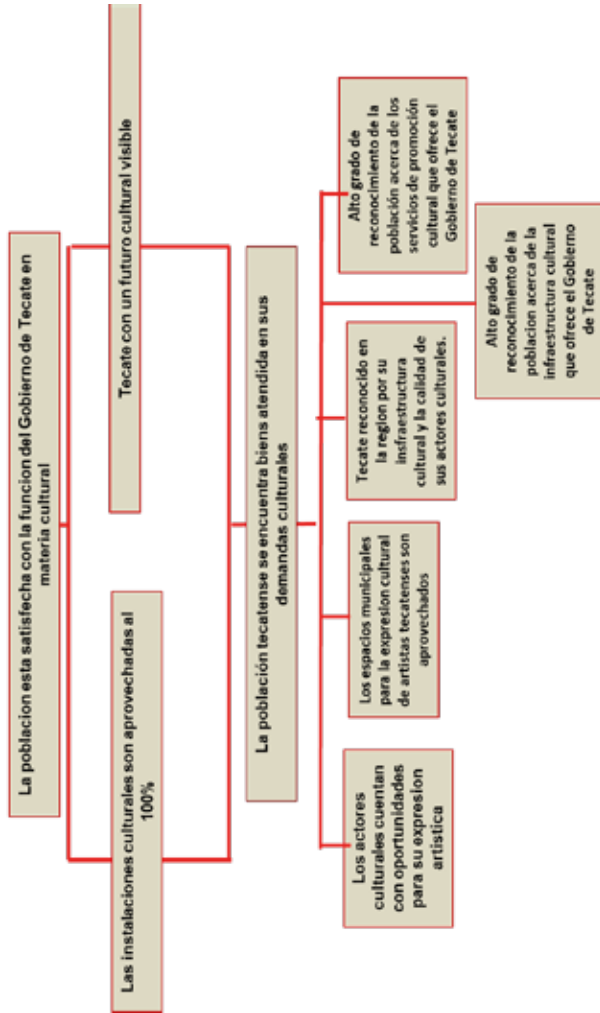 La poblacion esta satisfecha con la funcion del Gobierno de Tecate en
materia cultural
Las instalaciones culturales son aprovechadas al
100%
Tecate con un futuro cultural visible
La población tecatense se encuentra biens atendida en sus
demandas culturales
Los actores
culturales cuentan
con oportunidades
para su expresion
artistica
Los espacios municipales
para la expresion cultural
de artistas tecatenses son
aprovechados
Tecate reconocido en
la region por su
insfraestructura
cultural y la calidad de
sus actores culturales.
Alto grado de
reconocimiento de la
poblacion acerca de la
infraestructura cultural
que ofrece el Gobierno
de Tecate
Alto grado de
reconocimiento de la
población acerca de los
servicios de promoción
cultural que ofrece el
Gobierno de Tecate